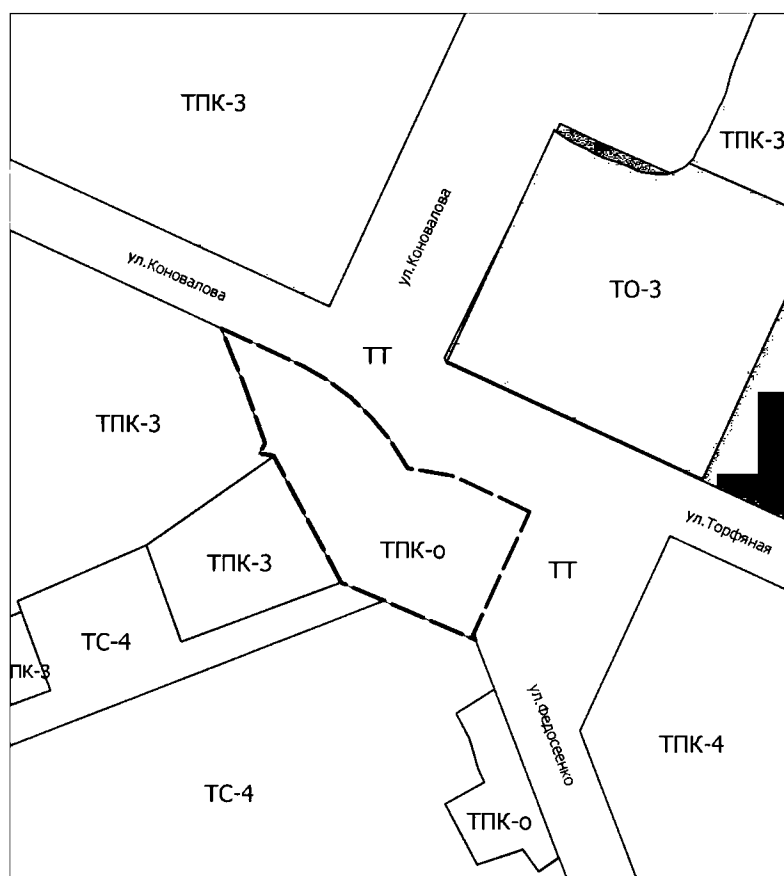 ТПК-3
ТПК-3
ул.Коновалова
ул.Коновалова
ТО-3
ТТ
ТПК-3
ул.Торфяная
ТПК-3
ТПК-о
ТТ
ТС-4
ПК-3
ул.Федосеенко
ТПК-4
ТС-4
ТПК-о